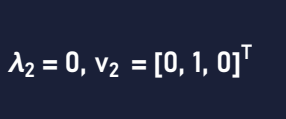 λ₂ = 0, v₂ = [0, 1, 0]ᵀ